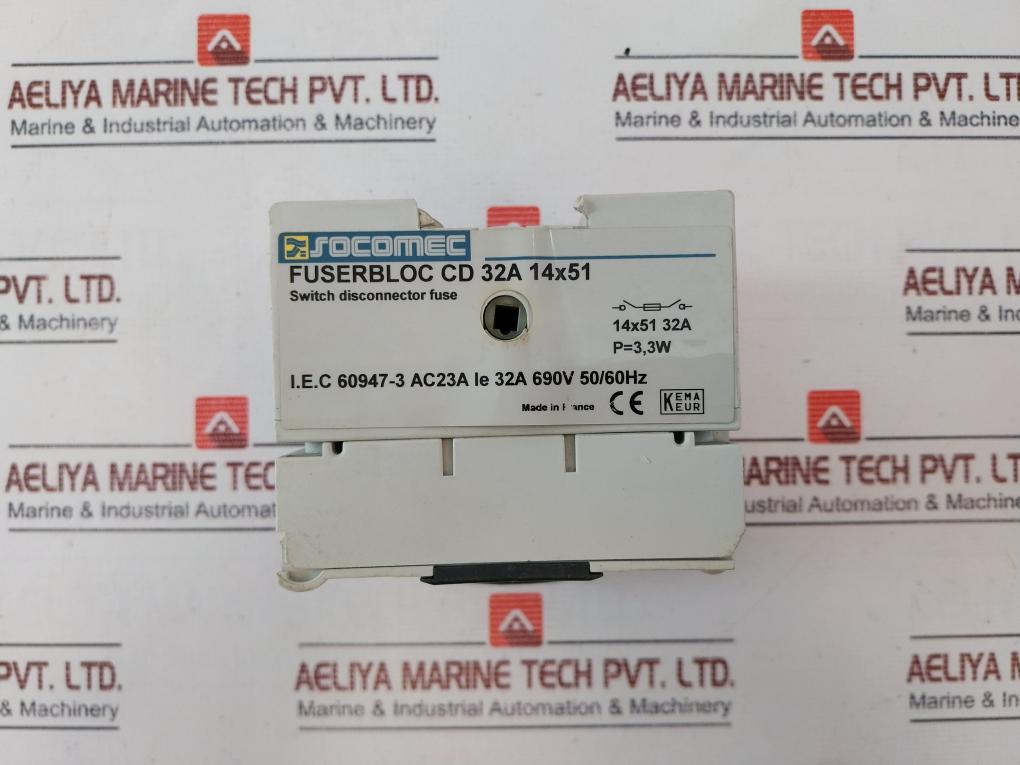 AELIYA MARINE TECH PVT. LTD.
Marine & Industrial Automation & Machinery
AELIYA MARINE TECH PVT. LT
Marine & Industrial Automation & Machine
PVT. LTD.
& Machinery
AELIYA M
Marine & In
SOCOMEC
FUSERBLOC CD 32A 14x51
Switch disconnector fuse
14x51 32A
P=3,3W
I.E.C 60947-3 AC23A Ie 32A 690V 50/60Hz
Made in France CE KEMA KEUR
AELIYA MARINE TEC
Marine & Industrial Automat
ARINE TECH PVT. LT
ustrial Automation & Machine
PVT. LTD.
& Machinery
AELIYA MARINE TECH PVT. LTD.
Marine & Industrial Automation & Machinery
AELIYA M
Marine & Ind